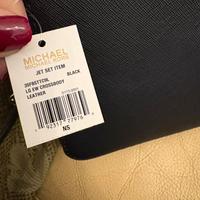 MICHAEL
MICHAEL KORS
JET SET ITEM
BLACK
LG EW CROSSBODY
LEATHER
NS